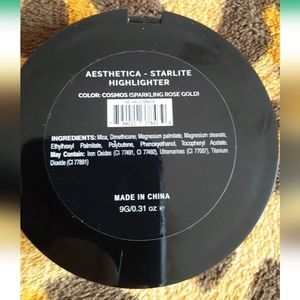 AESTHETICA - STARLITE
HIGHLIGHTER
COLOR: COSMOS (SPARKLING ROSE GOLD)
INGREDIENTS: Mica, Dimethicone, Magnesium palmitate, Magnesium stearate,
Ethylhexyl Palmitate, Polybutene, Phenoxyethanol, Tocopheryl Acetate.
May Contain: Iron Oxides (CI 77491, CI 77492), Ultramarines (CI 77007), Titanium
Dioxide (CI 77891)
MADE IN CHINA
9G/0.31 oz e